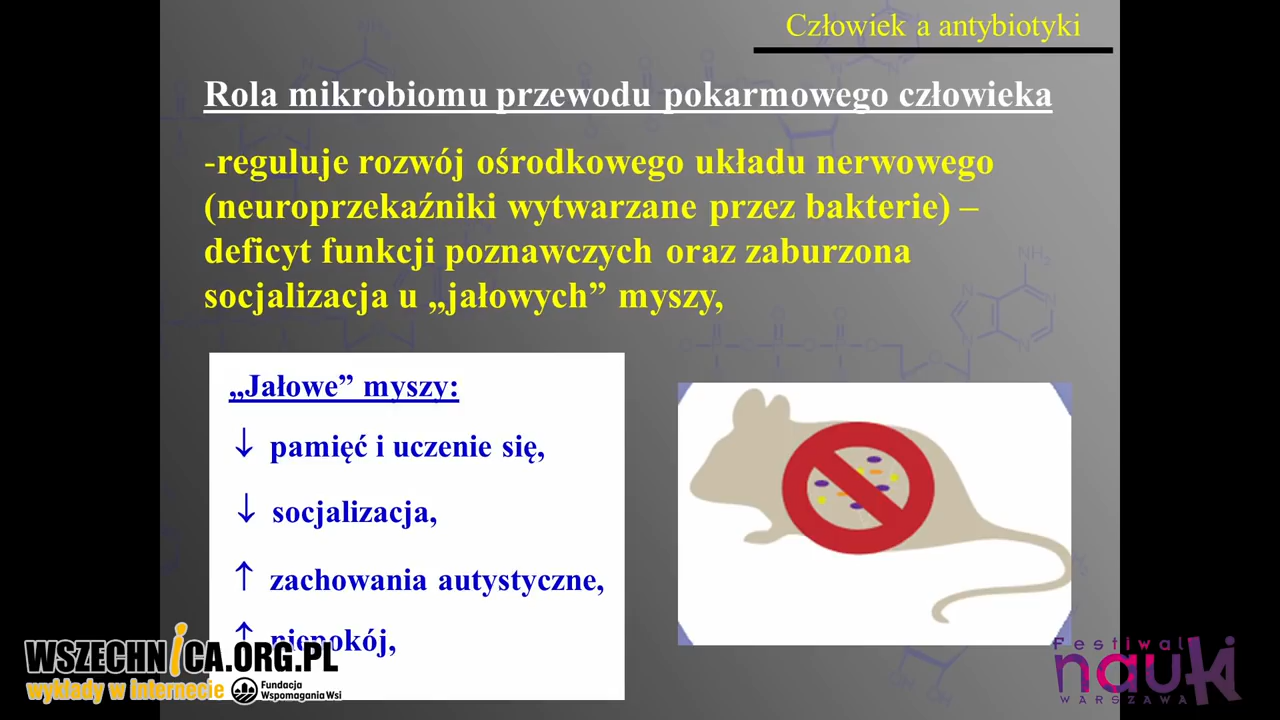 Człowiek a antybiotyki
Rola mikrobiomu przewodu pokarmowego człowieka
-reguluje rozwój ośrodkowego układu nerwowego
(neuroprzekaźniki wytwarzane przez bakterie) –
deficyt funkcji poznawczych oraz zaburzona
socjalizacja u „jałowych” myszy,
„Jałowe” myszy:
↓ pamięć i uczenie się,
↓ socjalizacja,
↑ zachowania autystyczne,
↑ niepokój,
WSZECHNICA.ORG.PL
wykłady w Internecie
Fundacja
Wspomagania Wsi
Festiwal
nauki
WARSZAWA
NH₂
N
N
N
N
O
P
O
P
O
P
O
O